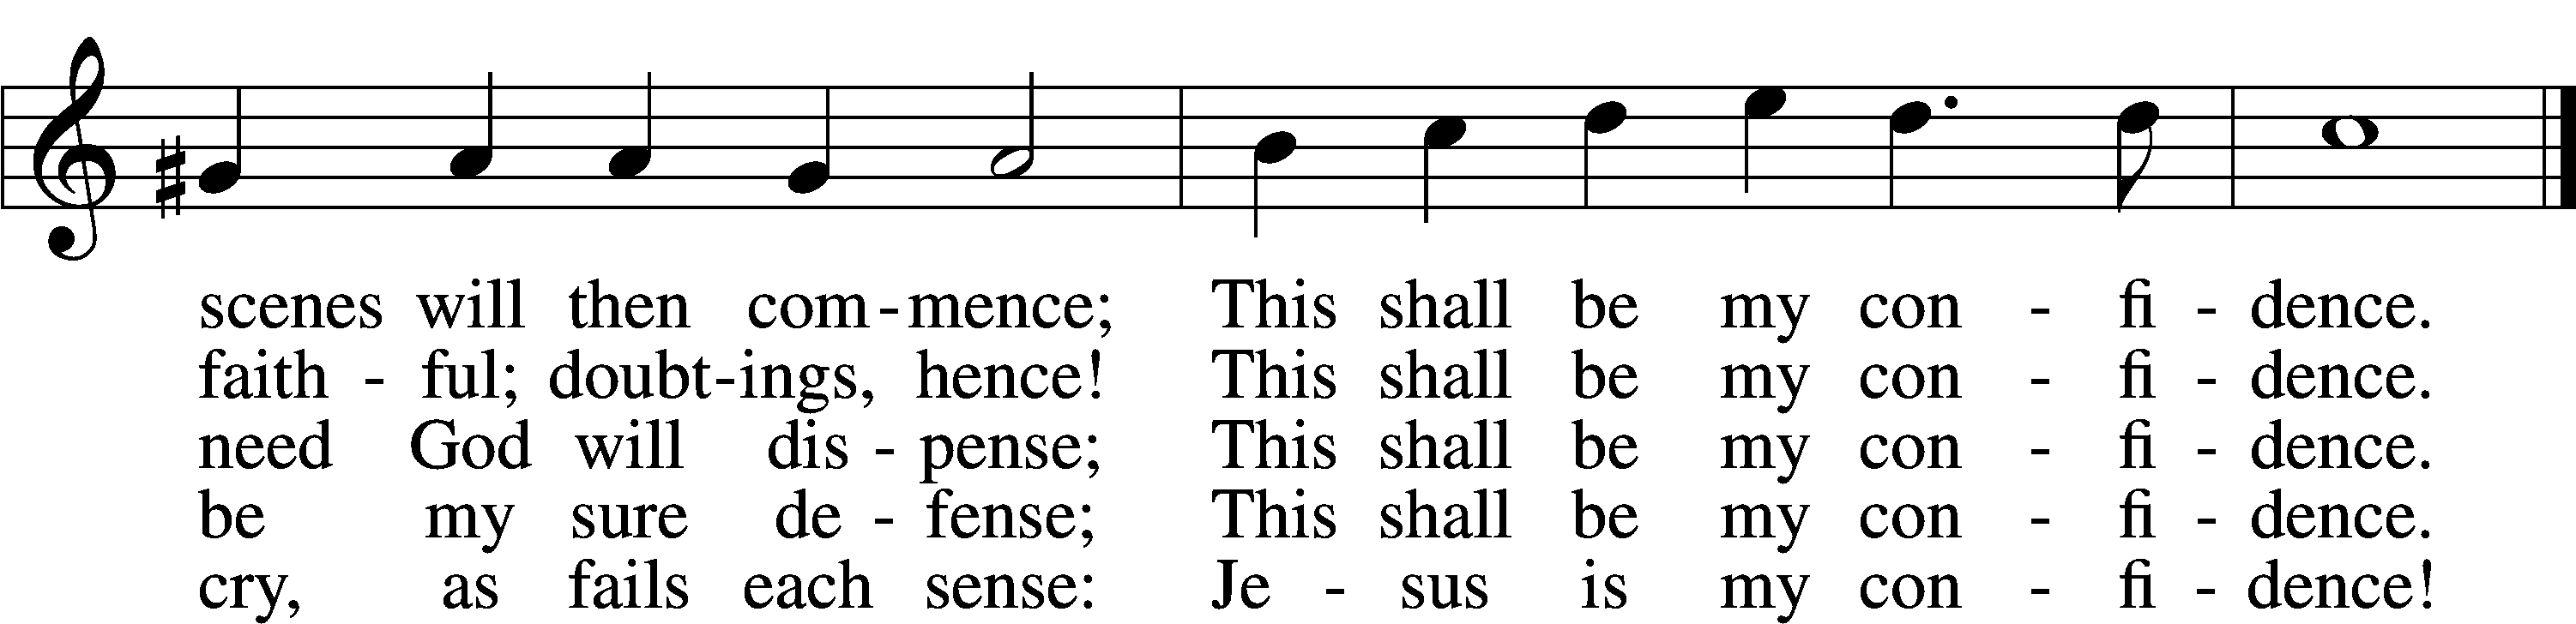 scenes will then com - mence; This shall be my con - fi - dence.
faith - ful; doubt - ings, hence! This shall be my con - fi - dence.
need God will dis - pense; This shall be my con - fi - dence.
be my sure de - fense; This shall be my con - fi - dence.
cry, as fails each sense: Je - sus is my con - fi - dence!